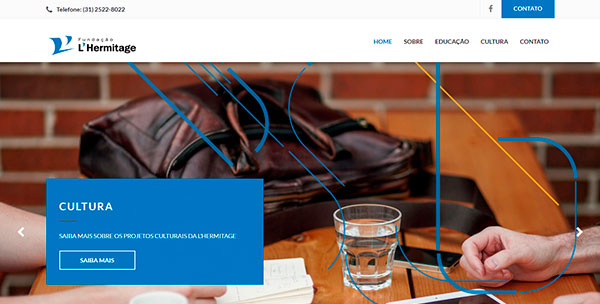 Telefone: (31) 2522-8022
CONTATO
Fundação
L'Hermitage
HOME SOBRE EDUCAÇÃO CULTURA CONTATO
CULTURA
SAIBA MAIS SOBRE OS PROJETOS CULTURAIS DA L'HERMITAGE
SAIBA MAIS